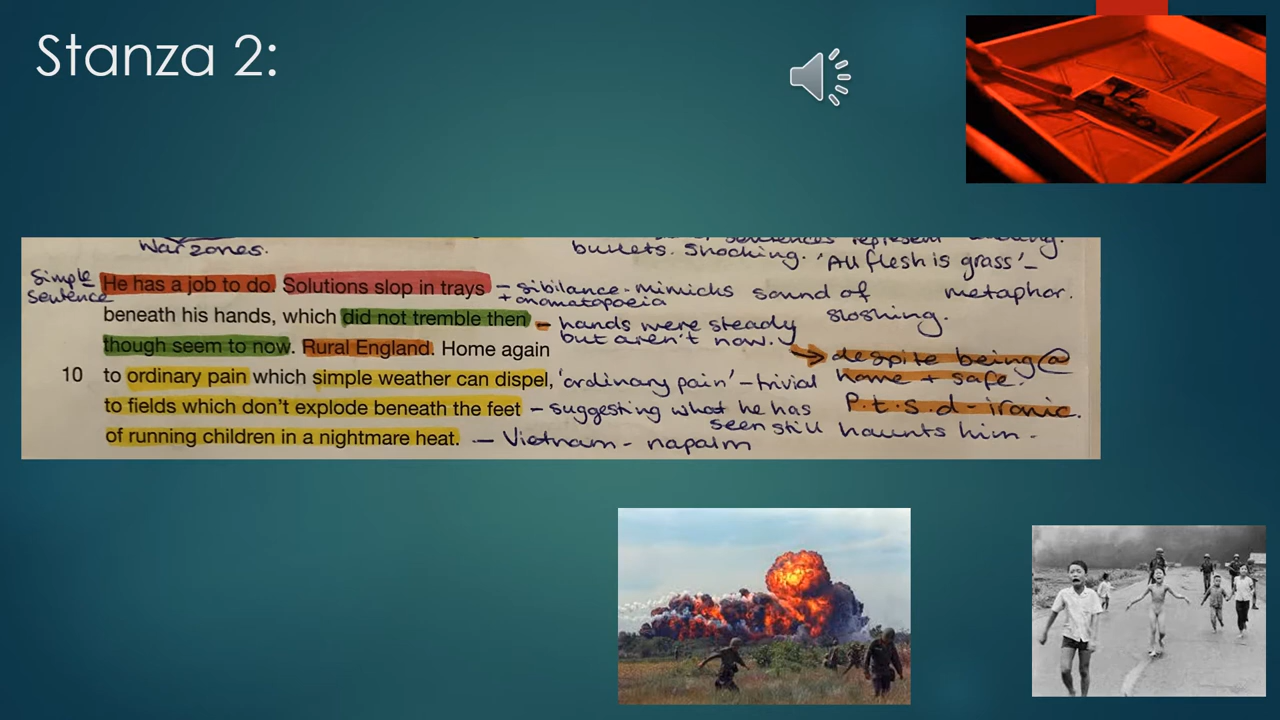 Stanza 2:
War zones.
sentences represent
bullets. Shocking. 'All flesh is grass' –
metaphor.
Simple sentence
He has a job to do. Solutions slop in trays – sibilance - mimicks sound of sloshing.
+ onomatopoeia
beneath his hands, which did not tremble then – hands were steady
though seem to now. Rural England. Home again but aren't now.
despite being @ home + safe.
P.t.s.d - ironic.
10 to ordinary pain which simple weather can dispel, 'ordinary pain' – trivial
to fields which don't explode beneath the feet – suggesting what he has seen still haunts him –
of running children in a nightmare heat. – Vietnam - napalm